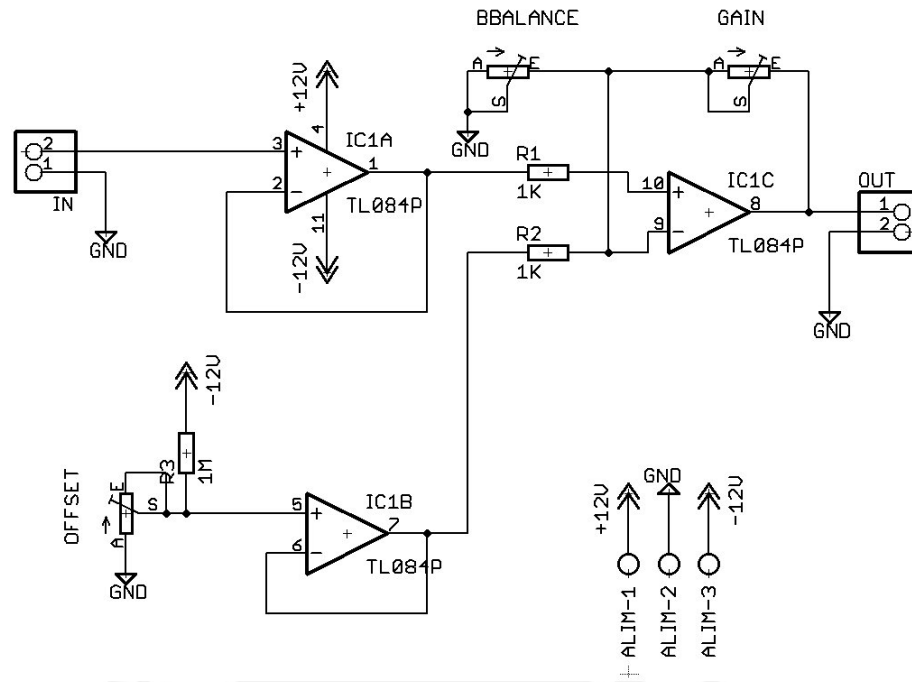 BBALANCE
GAIN
A
E
S
A
E
S
+12V
4
IC1A
3
+
1
2
-
TL084P
11
-12V
2
1
IN
GND
GND
R1
1K
10
+
IC1C
8
9
-
TL084P
R2
1K
OUT
1
2
GND
-12V
R3
1M
OFFSET
E
S
A
GND
5
+
IC1B
7
6
-
TL084P
+12V
GND
-12V
ALIM-1
ALIM-2
ALIM-3